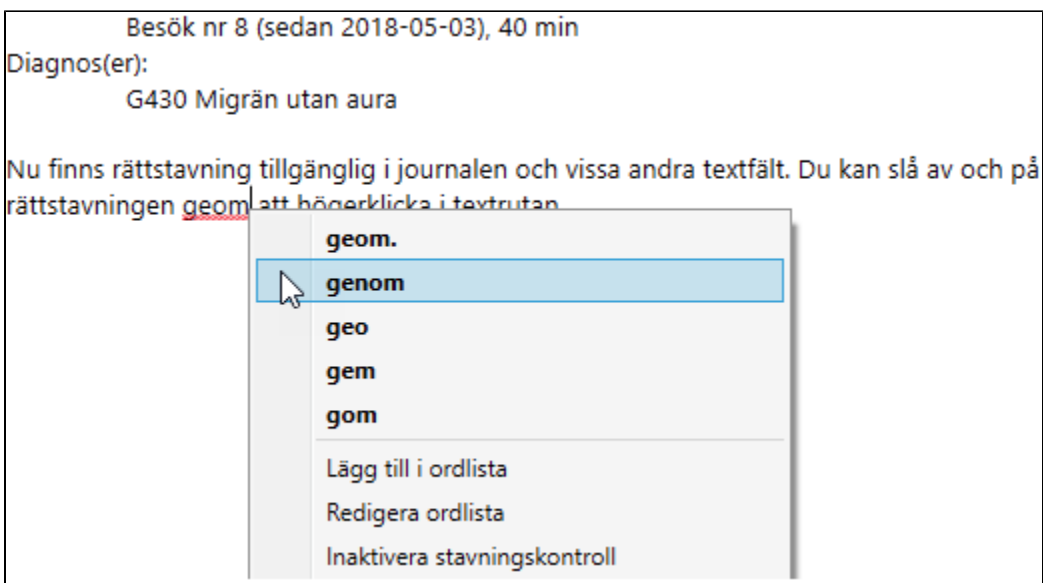 Besök nr 8 (sedan 2018-05-03), 40 min
Diagnos(er):
G430 Migrän utan aura
Nu finns rättstavning tillgänglig i journalen och vissa andra textfält. Du kan slå av och på
rättstavningen geom att högerklicka i textrutan
geom.
genom
geo
gem
gom
Lägg till i ordlista
Redigera ordlista
Inaktivera stavningskontroll